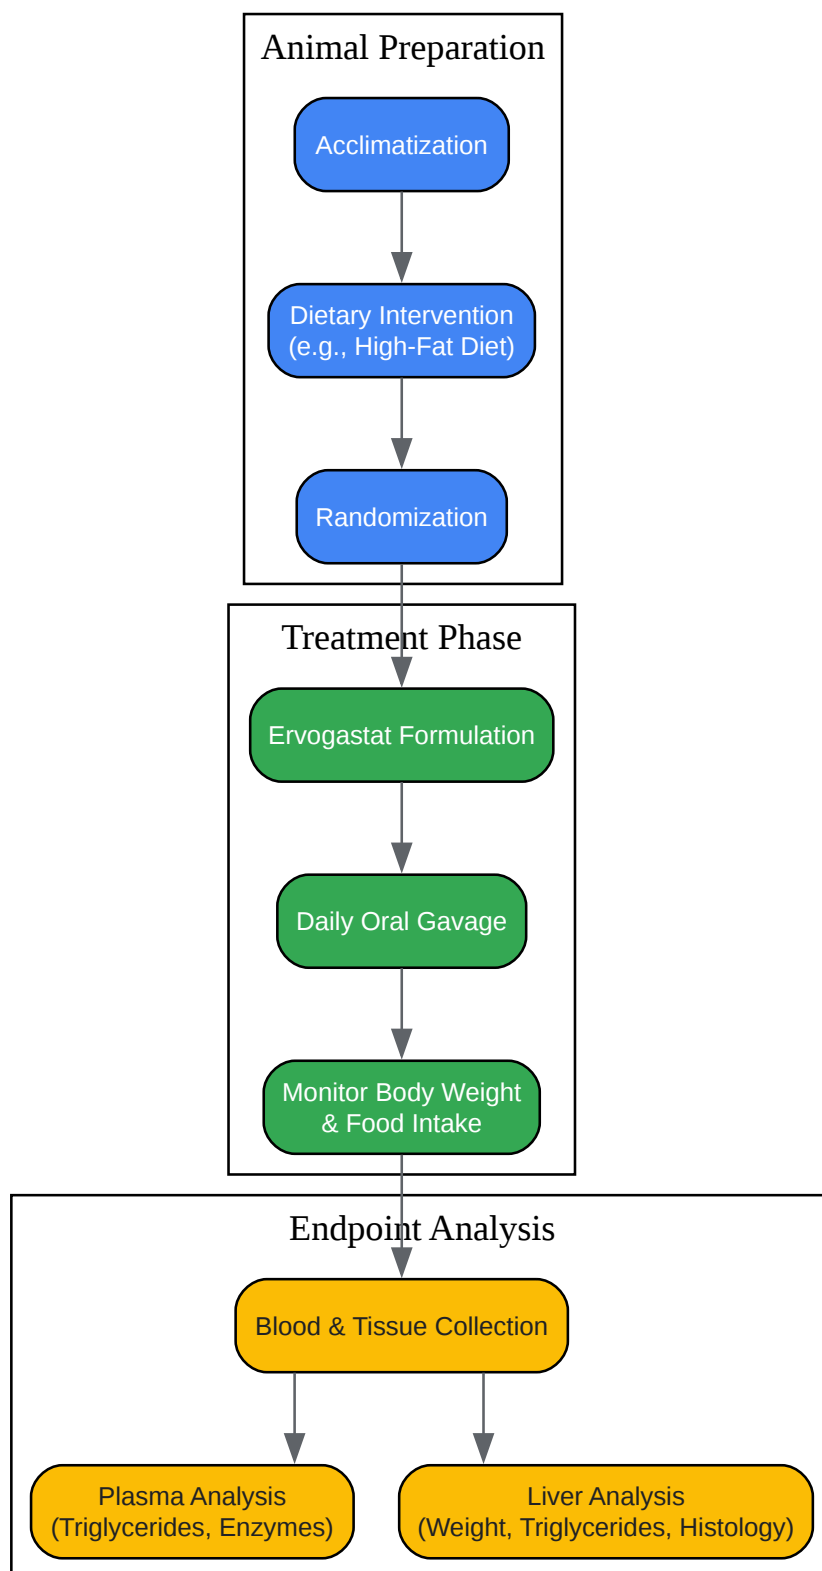 Animal Preparation
Acclimatization
Dietary Intervention
(e.g., High-Fat Diet)
Randomization
Treatment Phase
Ervogastat Formulation
Daily Oral Gavage
Monitor Body Weight
& Food Intake
Endpoint Analysis
Blood & Tissue Collection
Plasma Analysis
(Triglycerides, Enzymes)
Liver Analysis
(Weight, Triglycerides, Histology)